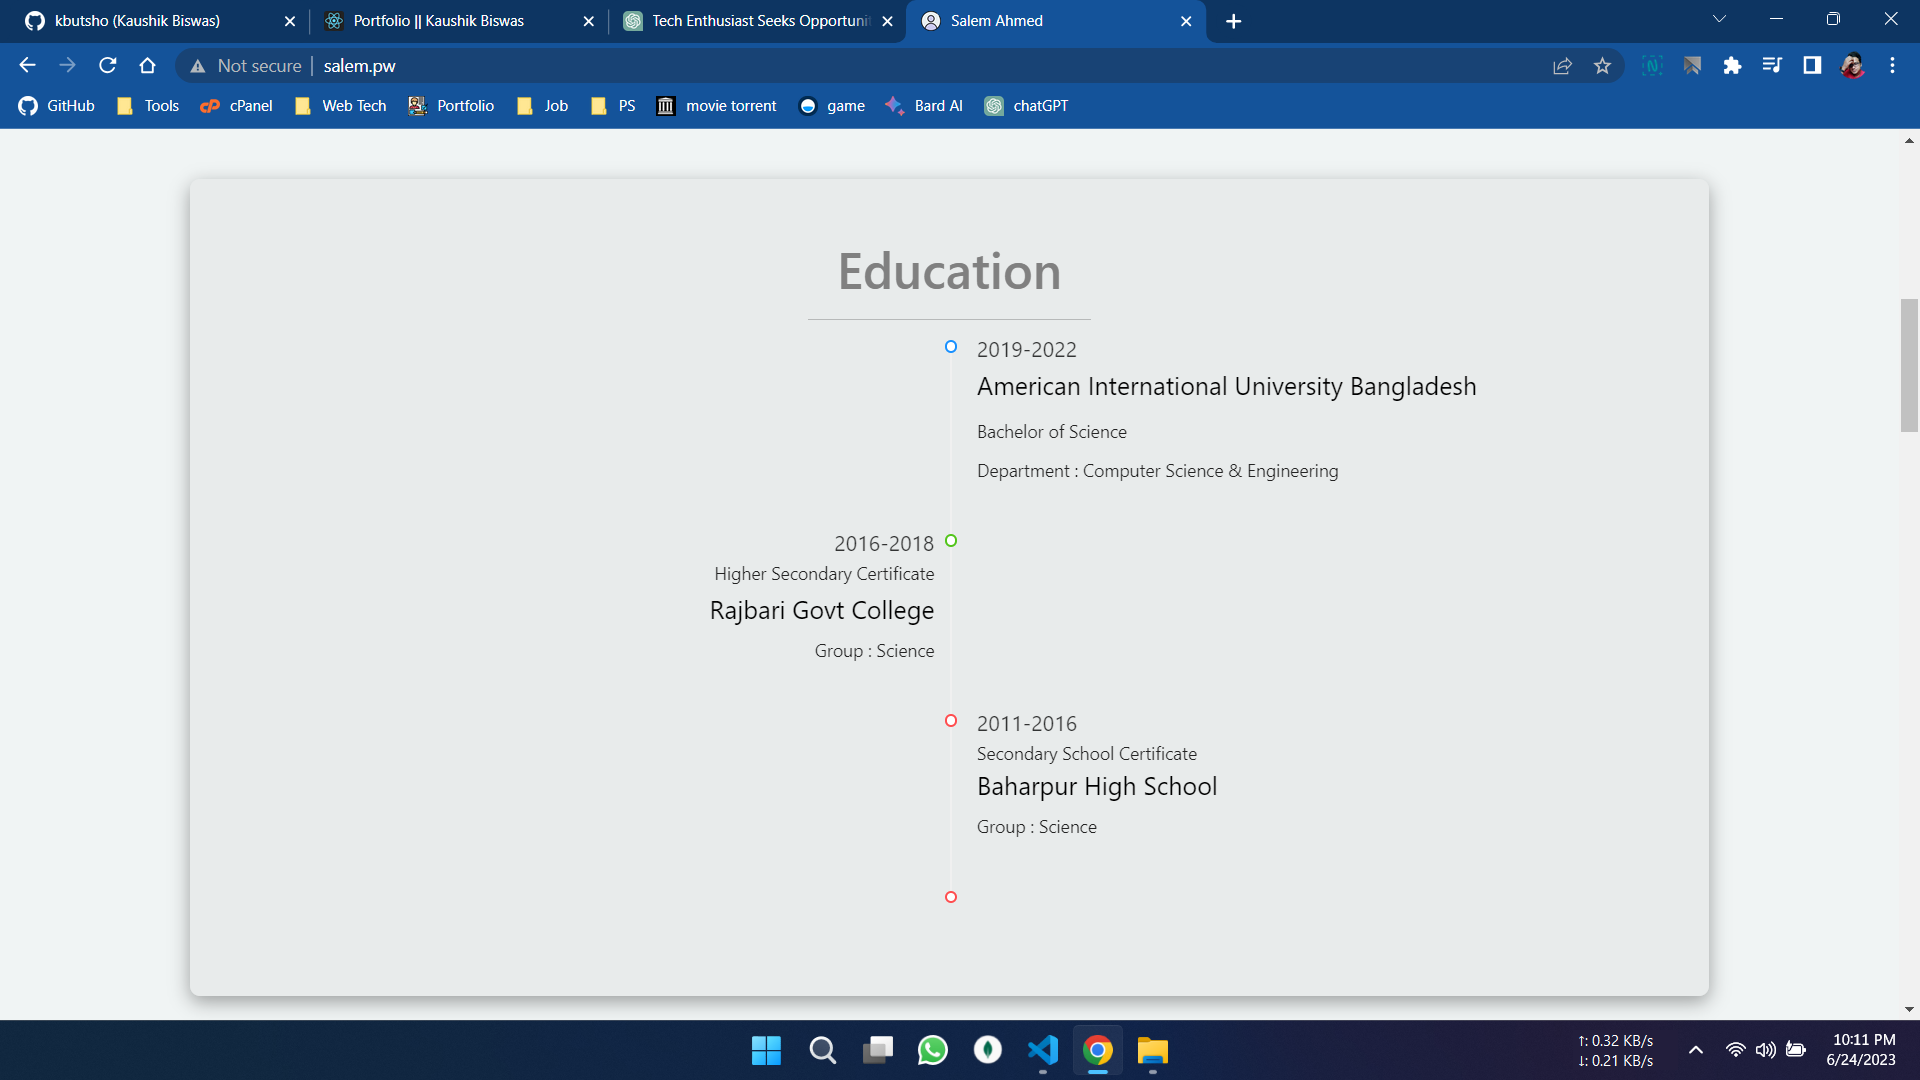 kbutsho (Kaushik Biswas)
Portfolio || Kaushik Biswas
Tech Enthusiast Seeks Opportunit
Salem Ahmed
Not secure
salem.pw
GitHub
Tools
cPanel
Web Tech
Portfolio
Job
PS
movie torrent
game
Bard AI
chatGPT
Education
2019-2022
American International University Bangladesh
Bachelor of Science
Department : Computer Science & Engineering
2016-2018
Higher Secondary Certificate
Rajbari Govt College
Group : Science
2011-2016
Secondary School Certificate
Baharpur High School
Group : Science
↑: 0.32 KB/s
↓: 0.21 KB/s
10:11 PM
6/24/2023